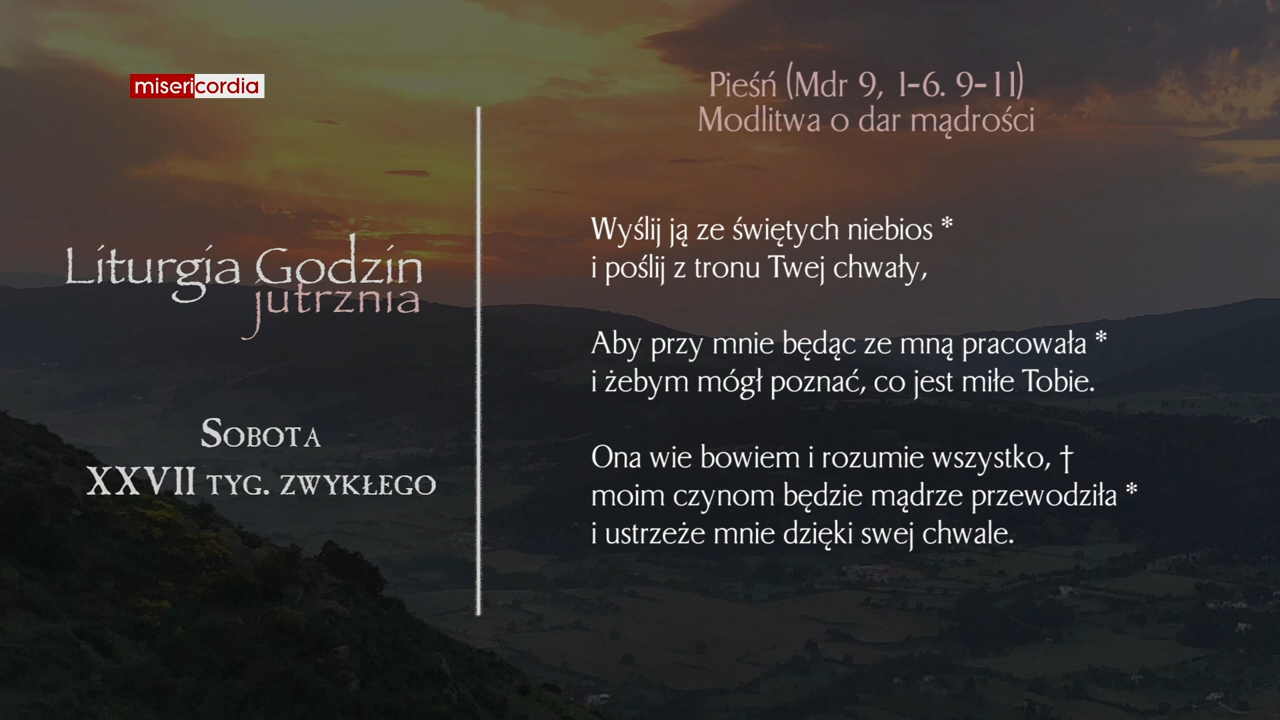 misericordia
Liturgia Godzin
jutrznia
Sobota
XXVII tyg. zwykłego
Pieśń (Mdr 9, 1-6. 9-11)
Modlitwa o dar mądrości
Wyślij ją ze świętych niebios *
i poślij z tronu Twej chwały,
Aby przy mnie będąc ze mną pracowała *
i żebym mógł poznać, co jest miłe Tobie.
Ona wie bowiem i rozumie wszystko, †
moim czynom będzie mądrze przewodziła *
i ustrzeże mnie dzięki swej chwale.